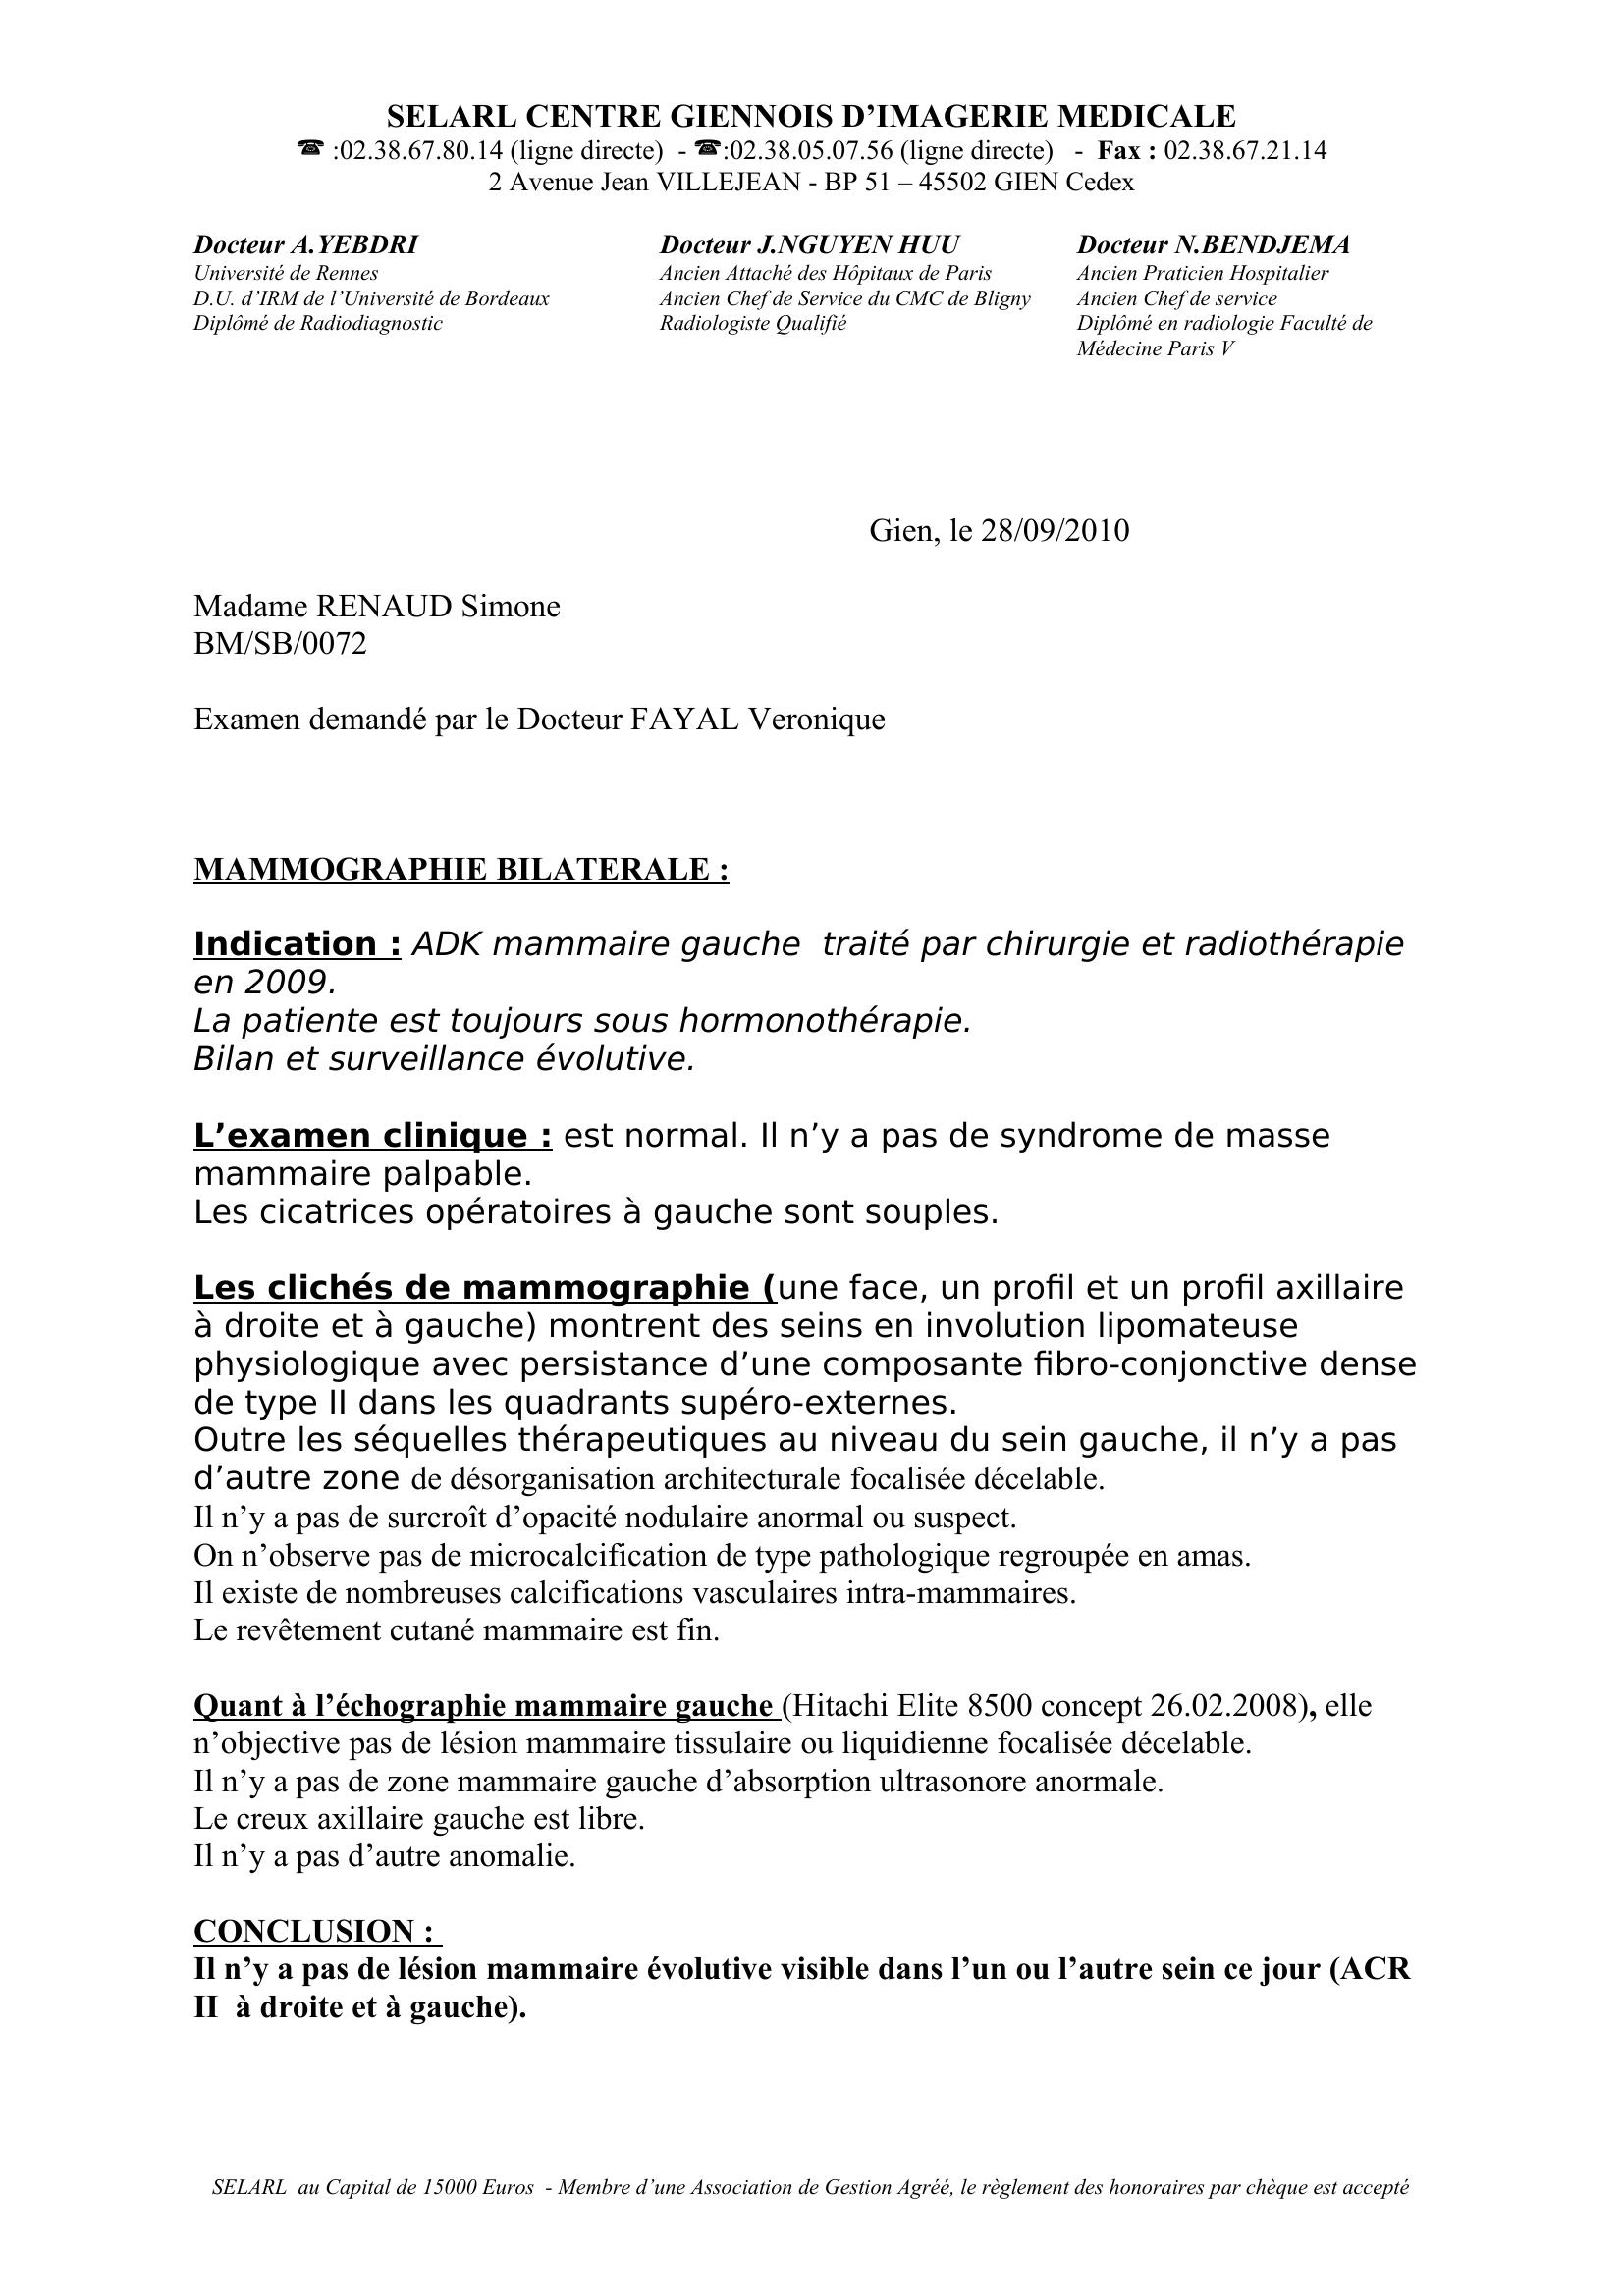 SELARL CENTRE GIENNOIS D’IMAGERIE MEDICALE
☎ :02.38.67.80.14 (ligne directe) - ☎:02.38.05.07.56 (ligne directe) - Fax : 02.38.67.21.14
2 Avenue Jean VILLEJEAN - BP 51 – 45502 GIEN Cedex
Docteur A.YEBDRI
Université de Rennes
D.U. d’IRM de l’Université de Bordeaux
Diplômé de Radiodiagnostic
Docteur J.NGUYEN HUU
Ancien Attaché des Hôpitaux de Paris
Ancien Chef de Service du CMC de Bligny
Radiologiste Qualifié
Docteur N.BENDJEMA
Ancien Praticien Hospitalier
Ancien Chef de service
Diplômé en radiologie Faculté de
Médecine Paris V
Gien, le 28/09/2010
Madame RENAUD Simone
BM/SB/0072
Examen demandé par le Docteur FAYAL Veronique
MAMMOGRAPHIE BILATERALE :
Indication : ADK mammaire gauche  traité par chirurgie et radiothérapie
en 2009.
La patiente est toujours sous hormonothérapie.
Bilan et surveillance évolutive.
L’examen clinique : est normal. Il n’y a pas de syndrome de masse
mammaire palpable.
Les cicatrices opératoires à gauche sont souples.
Les clichés de mammographie (une face, un profil et un profil axillaire
à droite et à gauche) montrent des seins en involution lipomateuse
physiologique avec persistance d’une composante fibro-conjonctive dense
de type II dans les quadrants supéro-externes.
Outre les séquelles thérapeutiques au niveau du sein gauche, il n’y a pas
d’autre zone de désorganisation architecturale focalisée décelable.
Il n’y a pas de surcroît d’opacité nodulaire anormal ou suspect.
On n’observe pas de microcalcification de type pathologique regroupée en amas.
Il existe de nombreuses calcifications vasculaires intra-mammaires.
Le revêtement cutané mammaire est fin.
Quant à l’échographie mammaire gauche (Hitachi Elite 8500 concept 26.02.2008), elle
n’objective pas de lésion mammaire tissulaire ou liquidienne focalisée décelable.
Il n’y a pas de zone mammaire gauche d’absorption ultrasonore anormale.
Le creux axillaire gauche est libre.
Il n’y a pas d’autre anomalie.
CONCLUSION :
Il n’y a pas de lésion mammaire évolutive visible dans l’un ou l’autre sein ce jour (ACR
II  à droite et à gauche).
SELARL  au Capital de 15000 Euros  - Membre d’une Association de Gestion Agréé, le règlement des honoraires par chèque est accepté